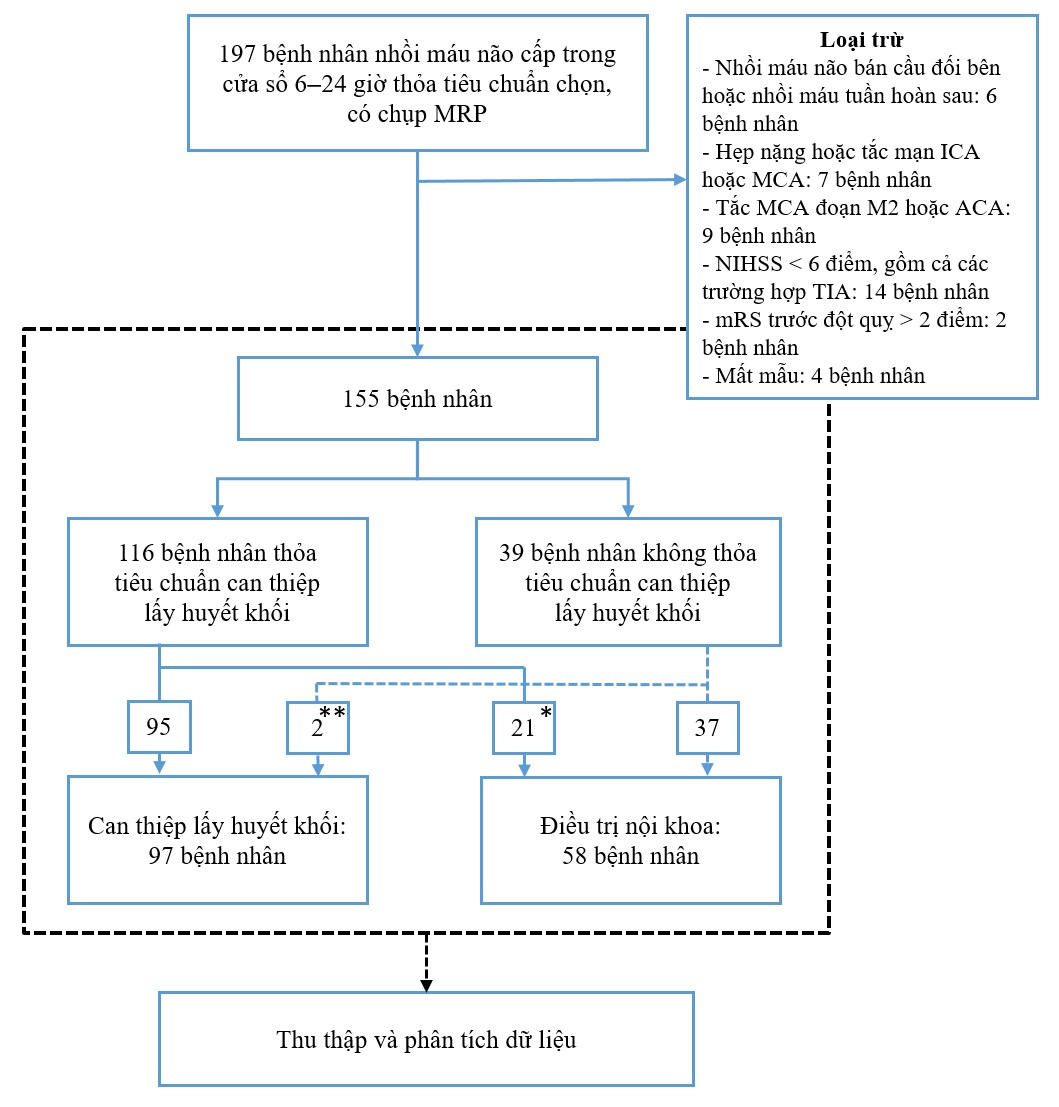 197 bệnh nhân nhồi máu não cấp trong
cửa sổ 6–24 giờ thỏa tiêu chuẩn chọn,
có chụp MRP
Loại trừ
- Nhồi máu não bán cầu đối bên
hoặc nhồi máu tuần hoàn sau: 6
bệnh nhân
- Hẹp nặng hoặc tắc mạn ICA
hoặc MCA: 7 bệnh nhân
- Tắc MCA đoạn M2 hoặc ACA:
9 bệnh nhân
- NIHSS < 6 điểm, gồm cả các
trường hợp TIA: 14 bệnh nhân
- mRS trước đột quỵ > 2 điểm: 2
bệnh nhân
- Mất mẫu: 4 bệnh nhân
155 bệnh nhân
116 bệnh nhân thỏa
tiêu chuẩn can thiệp
lấy huyết khối
39 bệnh nhân không thỏa
tiêu chuẩn can thiệp
lấy huyết khối
95
2**
21*
37
Can thiệp lấy huyết khối:
97 bệnh nhân
Điều trị nội khoa:
58 bệnh nhân
Thu thập và phân tích dữ liệu